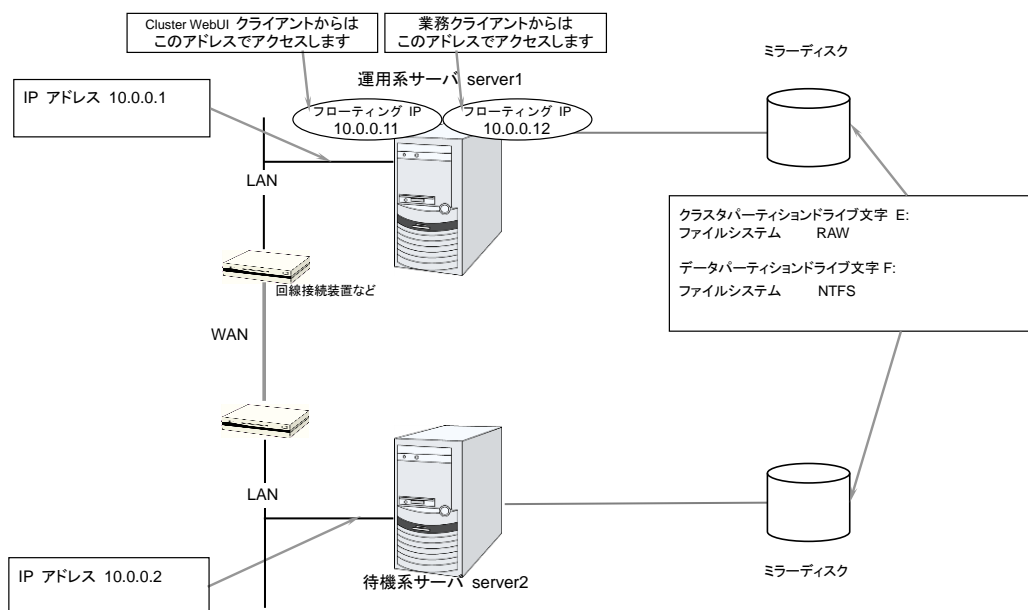 Cluster WebUI クライアントからは
このアドレスでアクセスします
業務クライアントからは
このアドレスでアクセスします
ミラーディスク
運用系サーバ server1
IP アドレス 10.0.0.1
フローティング IP
10.0.0.11
フローティング IP
10.0.0.12
LAN
クラスタパーティションドライブ文字 E:
ファイルシステム RAW
データパーティションドライブ文字 F:
ファイルシステム NTFS
回線接続装置など
WAN
LAN
IP アドレス 10.0.0.2
待機系サーバ server2
ミラーディスク